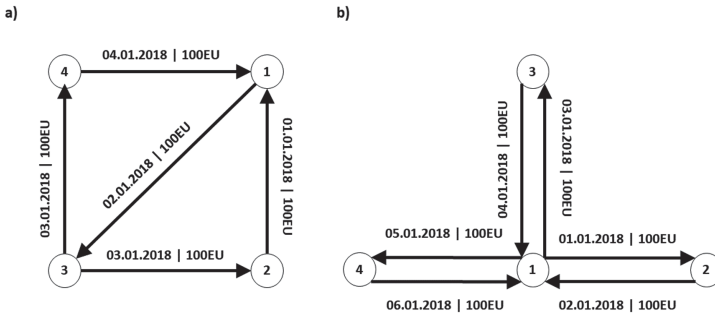 a)
b)
04.01.2018 | 100EU
4
1
3
03.01.2018 | 100EU
02.01.2018 | 100EU
01.01.2018 | 100EU
04.01.2018 | 100EU
03.01.2018 | 100EU
03.01.2018 | 100EU
3
2
05.01.2018 | 100EU
01.01.2018 | 100EU
4
1
2
06.01.2018 | 100EU
02.01.2018 | 100EU